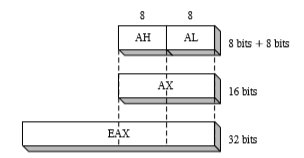 8 8
AH AL 8 bits + 8 bits
AX 16 bits
EAX 32 bits